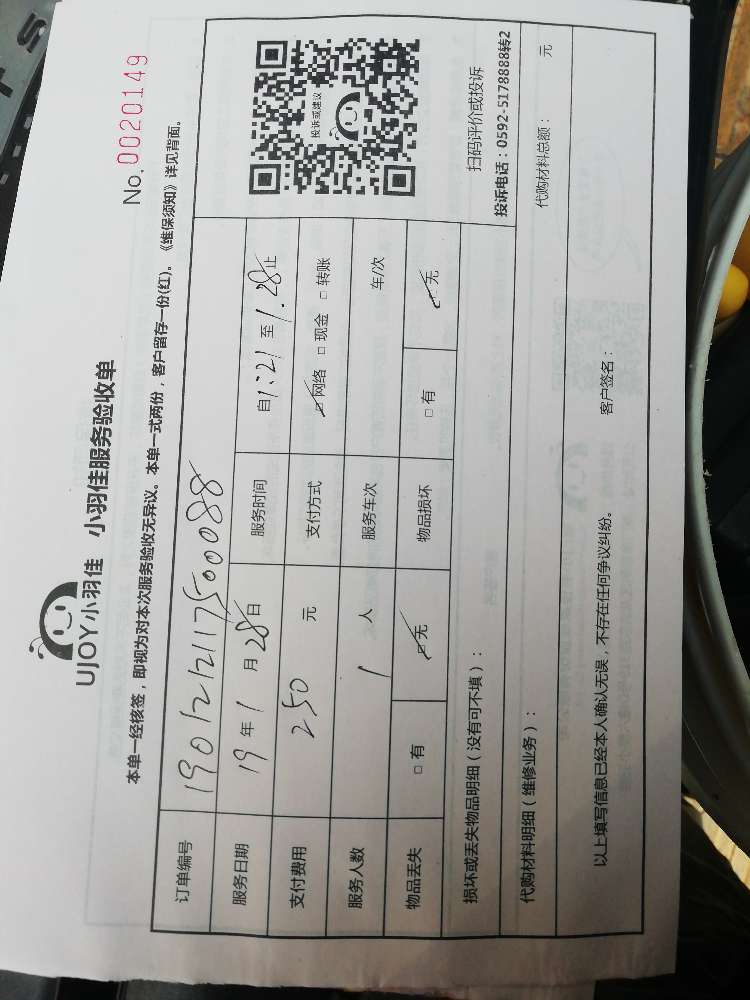 UJOY小羽佳 小羽佳服务验收单
No. 0020149
本单一经核签，即视为对本次服务验收无异议。本单一式两份，客户留存一份(红)。《维保须知》详见背面。
订单编号 1901212117500088
服务日期 19年1月28日 服务时间 自1:21至1.28止
支付费用 250 元 支付方式 ☑网络 □现金 □转账
服务人数 1 人 服务车次 车/次
物品丢失 □有 ☑无 物品损坏 □有 ☑无
投诉或建议
扫码评价或投诉
投诉电话：0592-5178888转2
损坏或丢失物品明细（没有可不填）：
代购材料明细（维修业务）： 代购材料总额： 元
以上填写信息已经本人确认无误，不存在任何争议纠纷。
客户签名：